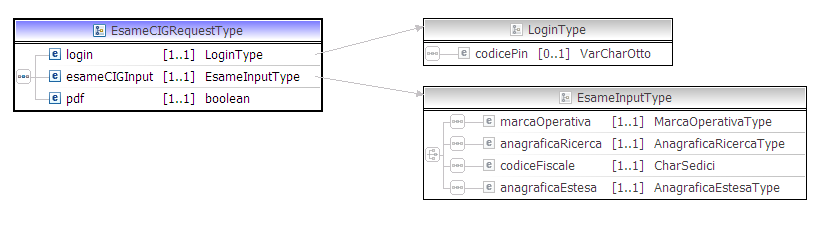 EsameCIGRequestType
login [1..1] LoginType
esameCIGInput [1..1] EsameInputType
pdf [1..1] boolean
LoginType
codicePin [0..1] VarCharOtto
EsameInputType
marcaOperativa [1..1] MarcaOperativaType
anagraficaRicerca [1..1] AnagraficaRicercaType
codiceFiscale [1..1] CharSedici
anagraficaEstesa [1..1] AnagraficaEstesaType